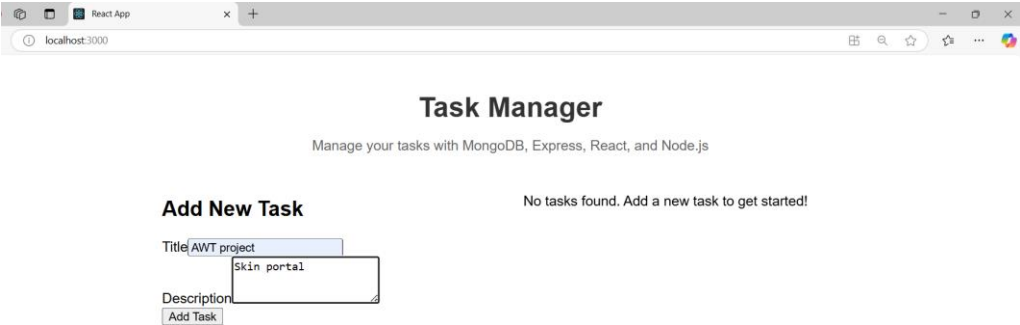 React App
localhost:3000
Task Manager
Manage your tasks with MongoDB, Express, React, and Node.js
Add New Task
Title AWT project
Description Skin portal
Add Task
No tasks found. Add a new task to get started!